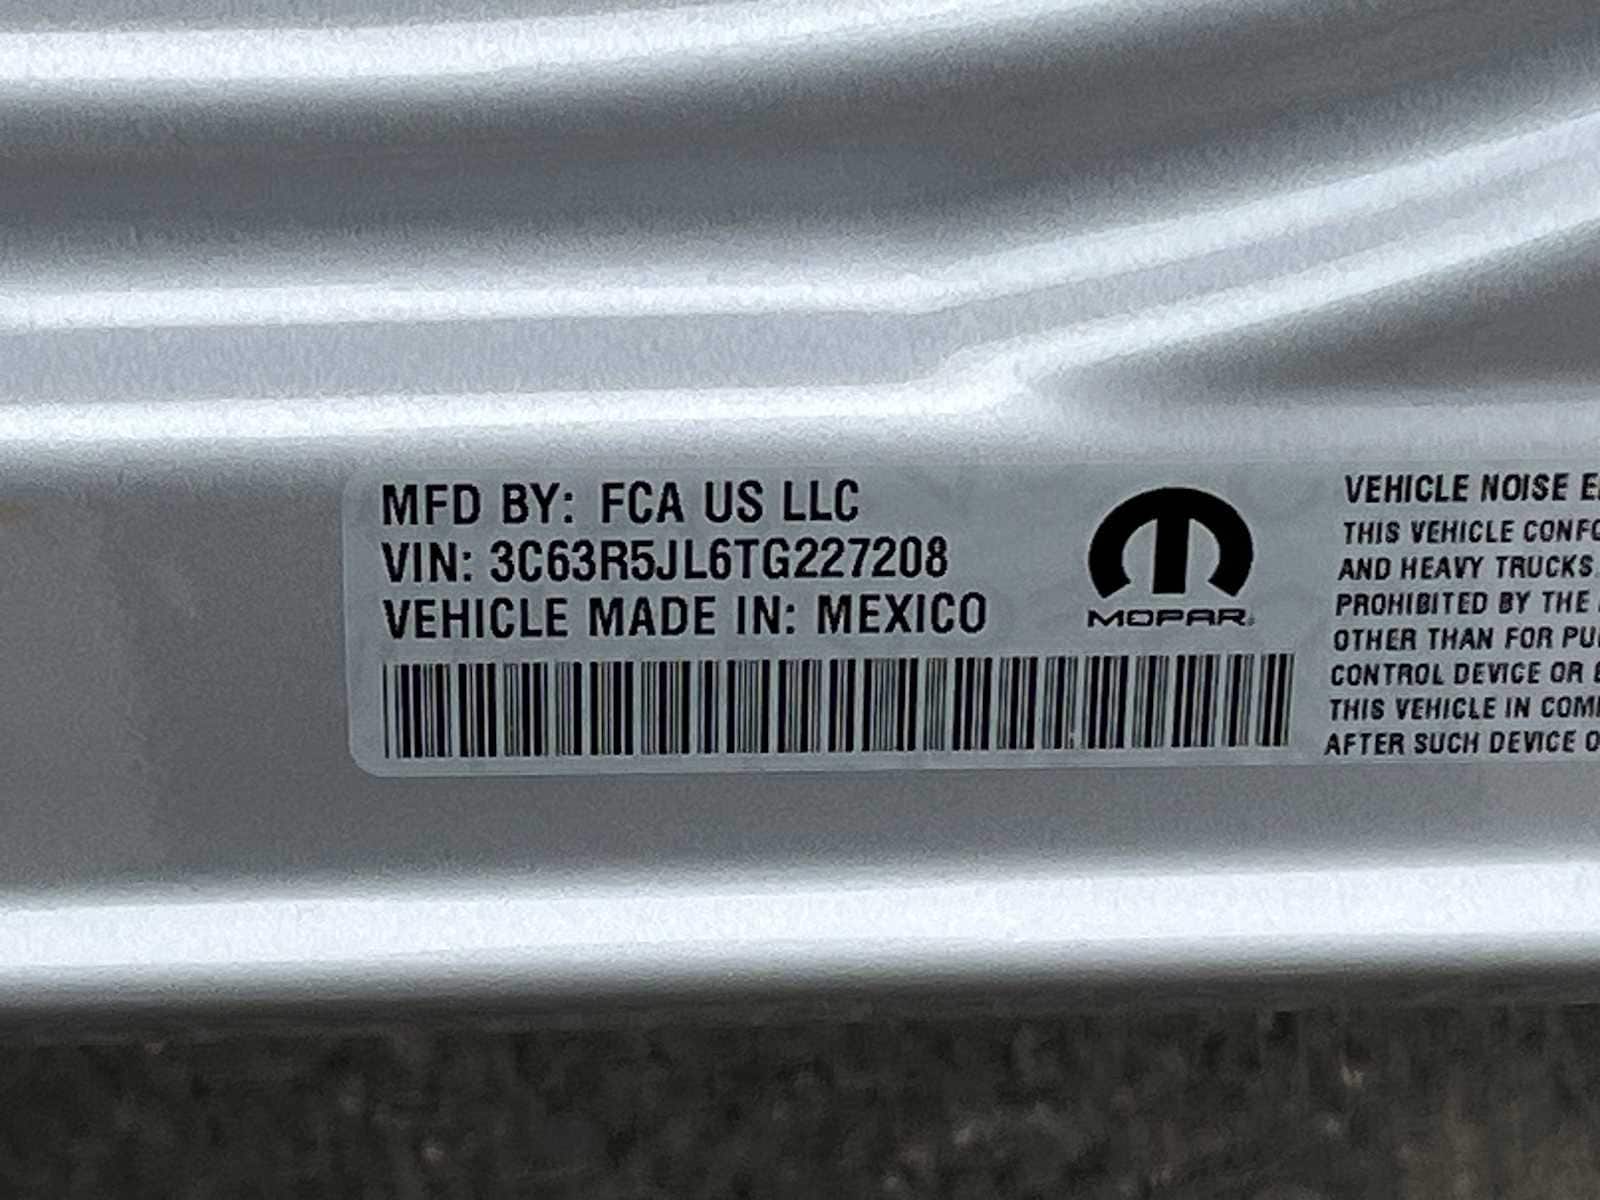 MFD BY: FCA US LLC
VIN: 3C63R5JL6TG227208
VEHICLE MADE IN: MEXICO
MOPAR®
VEHICLE NOISE
THIS VEHICLE
AND HEAVY TRUCKS
PROHIBITED BY THE
OTHER THAN FOR
CONTROL DEVICE OR
THIS VEHICLE IN
AFTER SUCH DEVICE